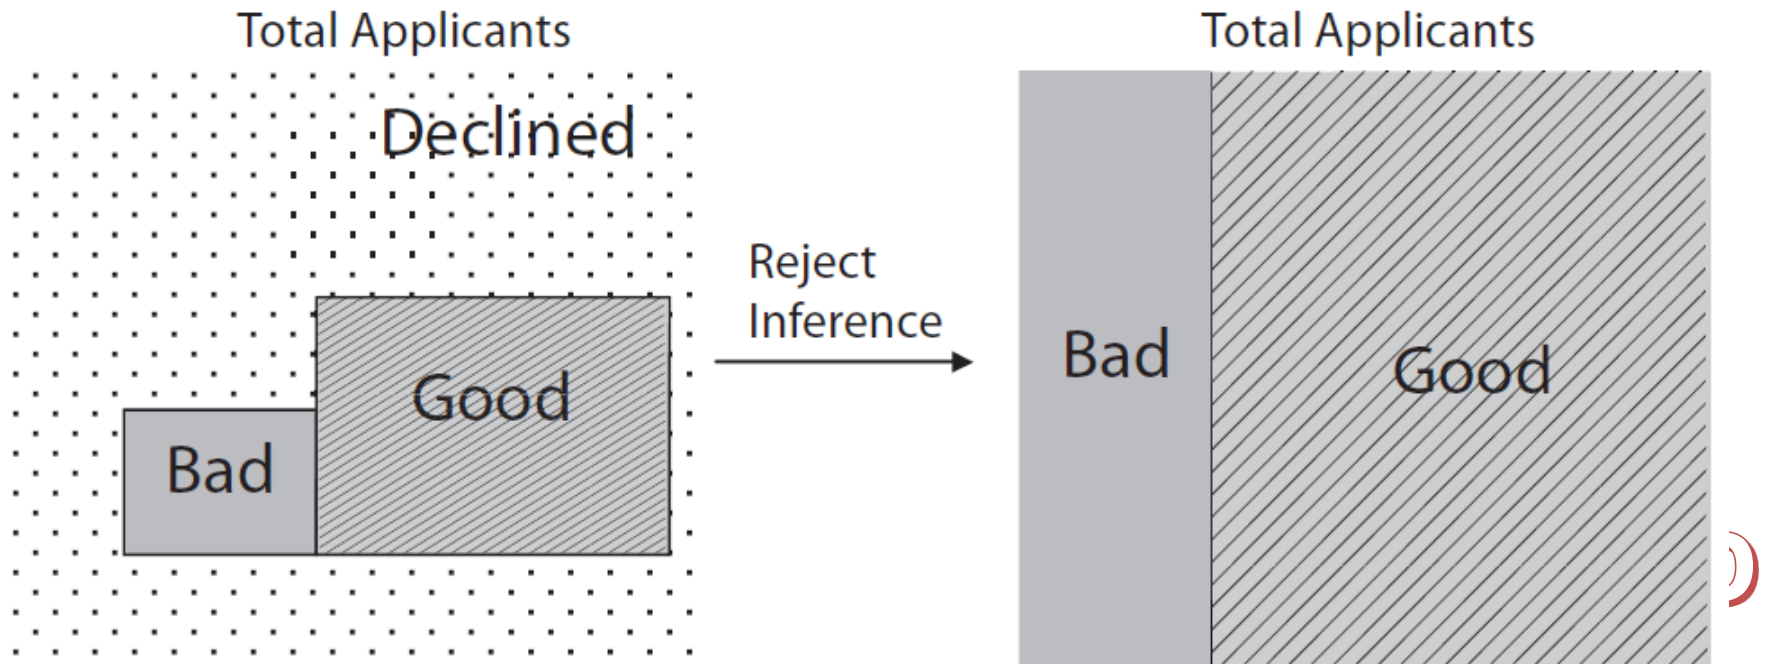 Total Applicants
Declined
Good
Bad
Reject
Inference
Total Applicants
Bad
Good